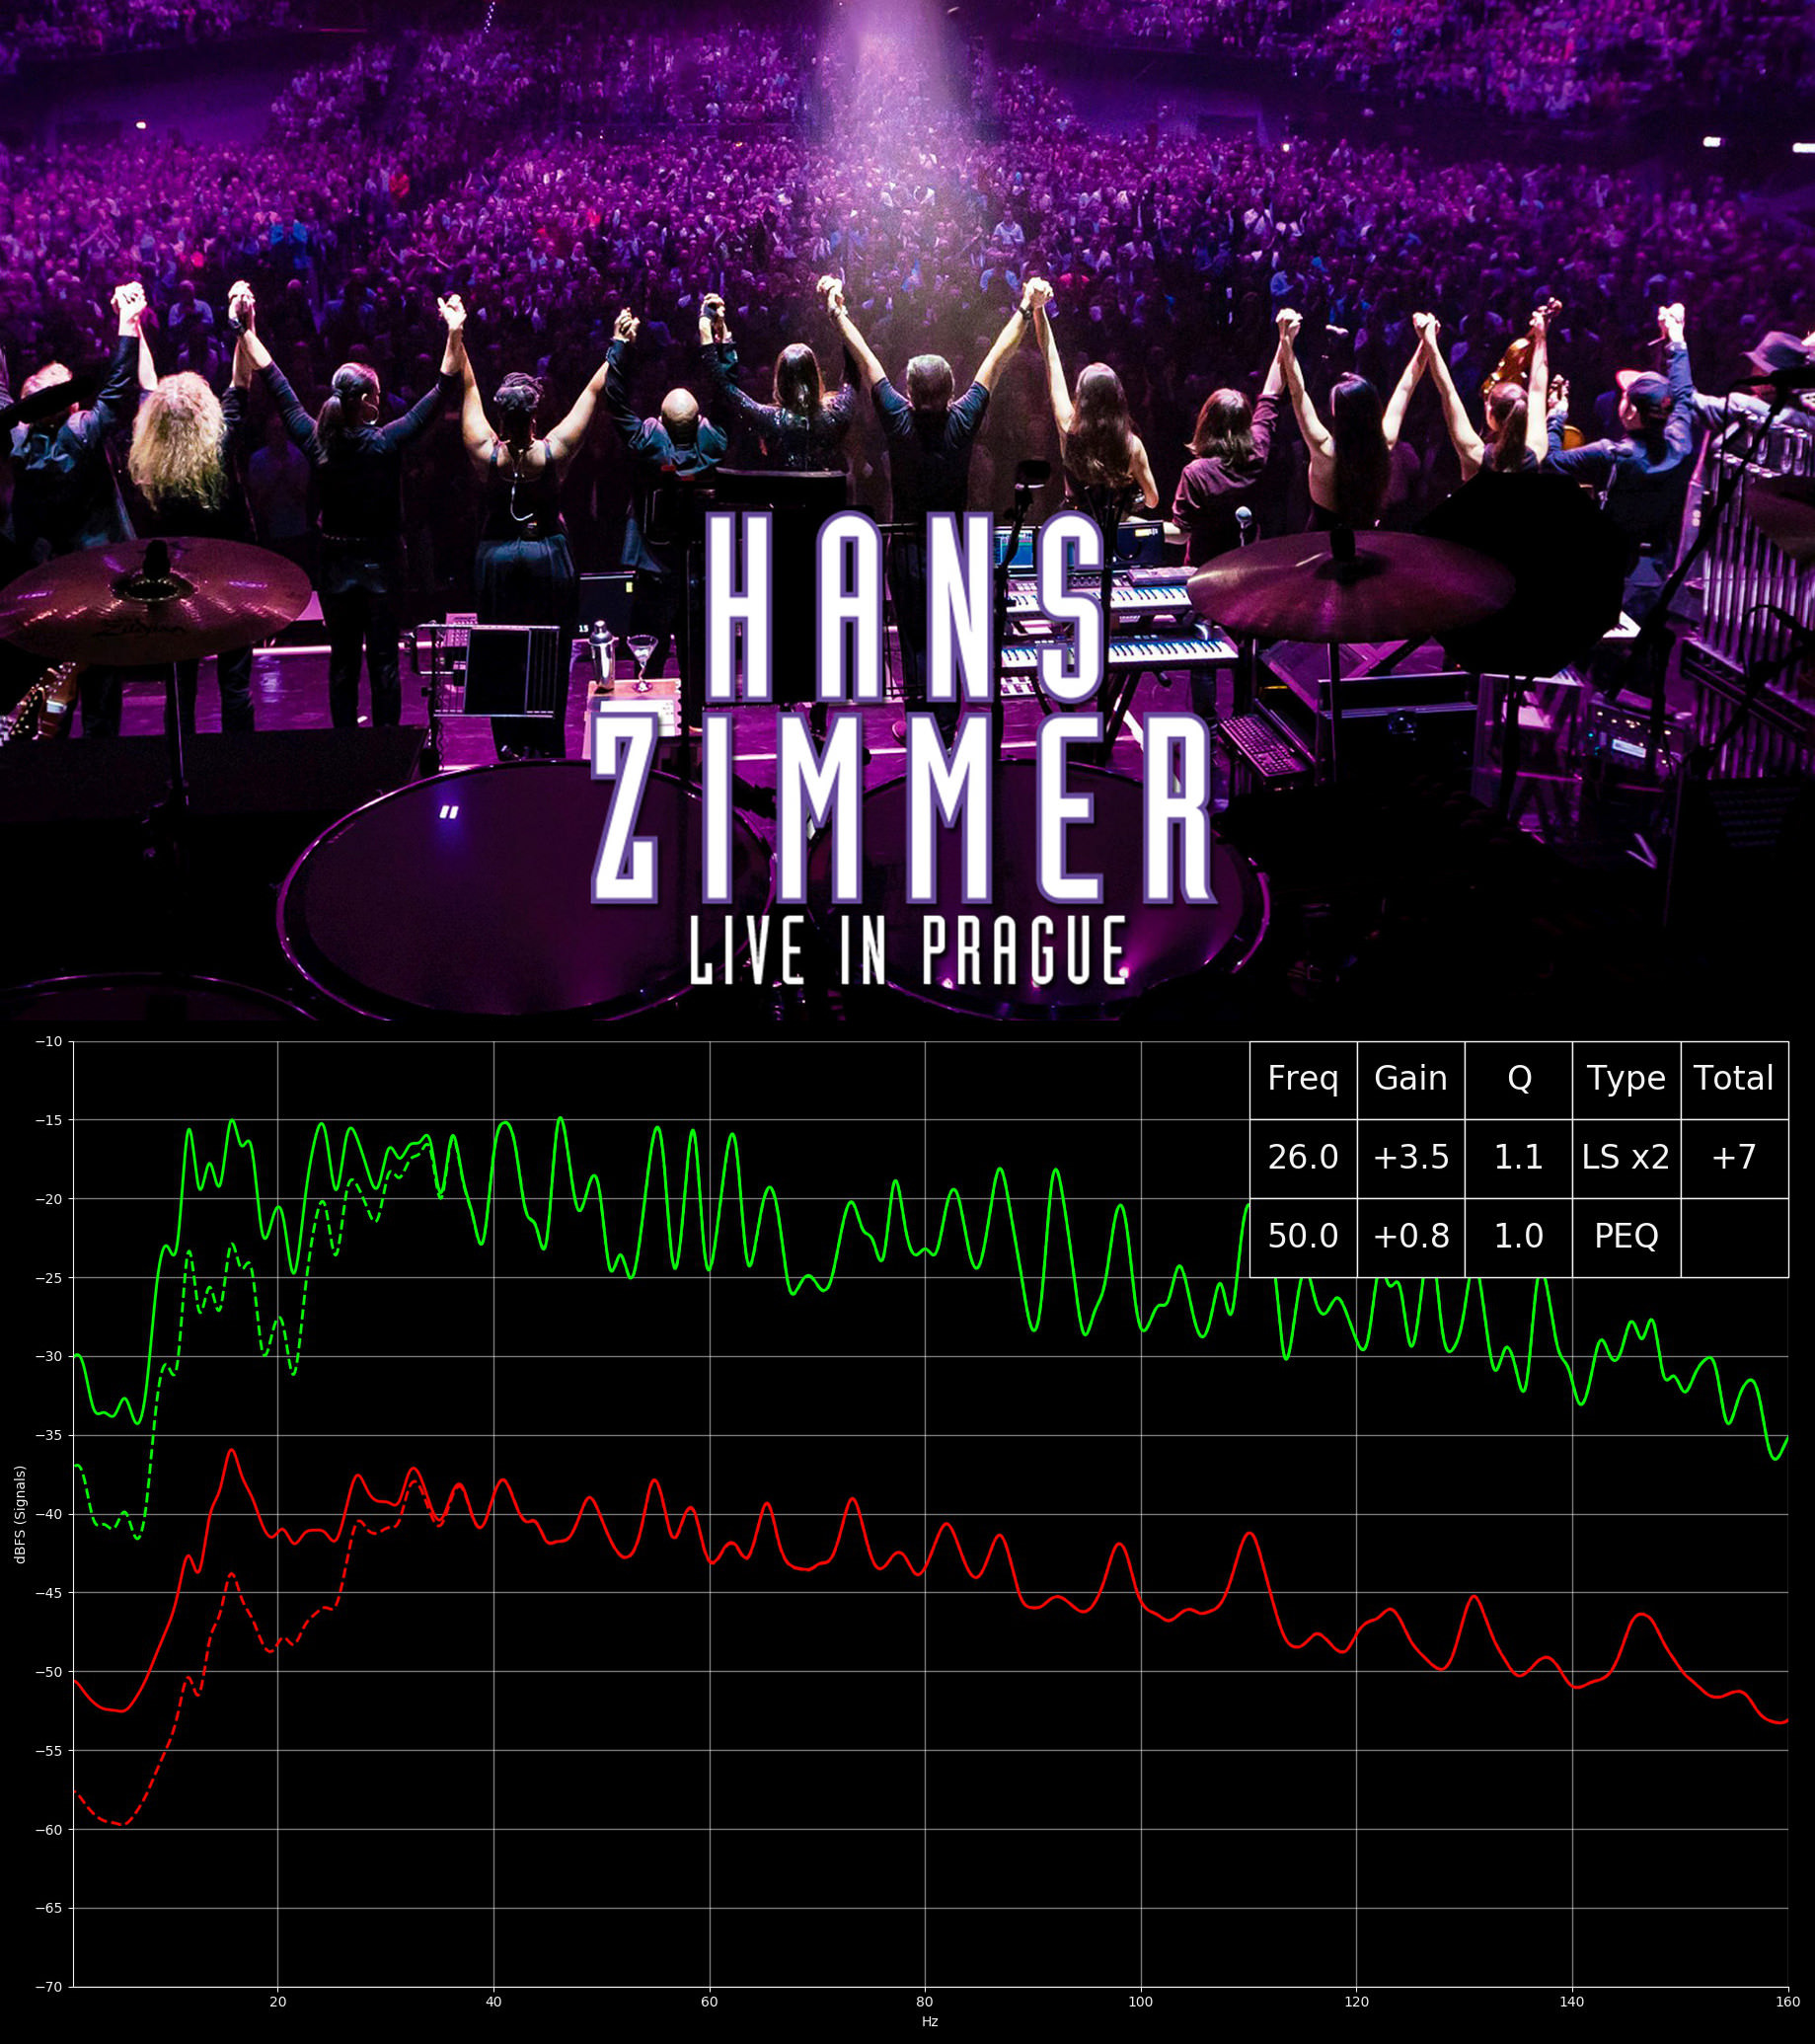 HANS
ZIMMER
LIVE IN PRAGUE
Freq Gain Q Type Total
26.0 +3.5 1.1 LS x2 +7
50.0 +0.8 1.0 PEQ
−10
−15
−20
−25
−30
−35
−40
−45
−50
−55
−60
−65
−70
dBFS (Signals)
20 40 60 80 100 120 140 160
Hz